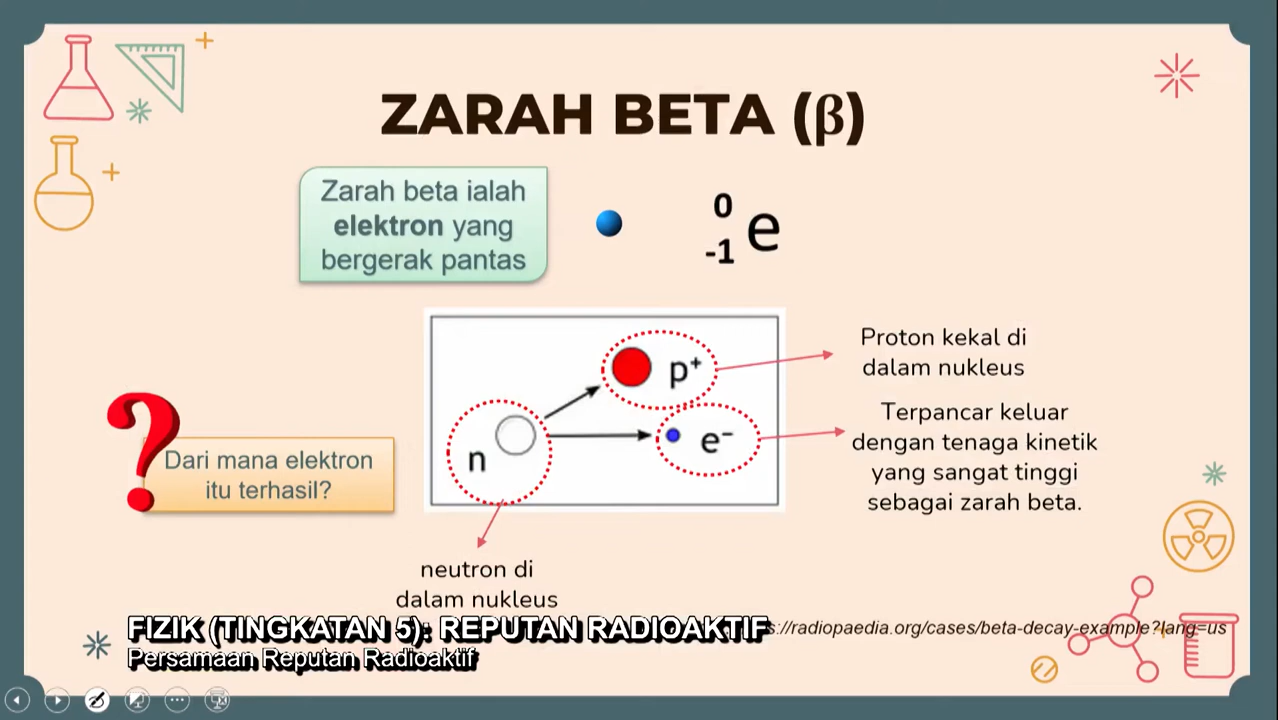 ZARAH BETA (β)
Zarah beta ialah
elektron yang
bergerak pantas
0
-1 e
p⁺
e⁻
n
Proton kekal di
dalam nukleus
Terpancar keluar
dengan tenaga kinetik
yang sangat tinggi
sebagai zarah beta.
?
Dari mana elektron
itu terhasil?
neutron di
dalam nukleus
FIZIK (TINGKATAN 5): REPUTAN RADIOAKTIF
Persamaan Reputan Radioaktif
s://radiopaedia.org/cases/beta-decay-example?lang=us